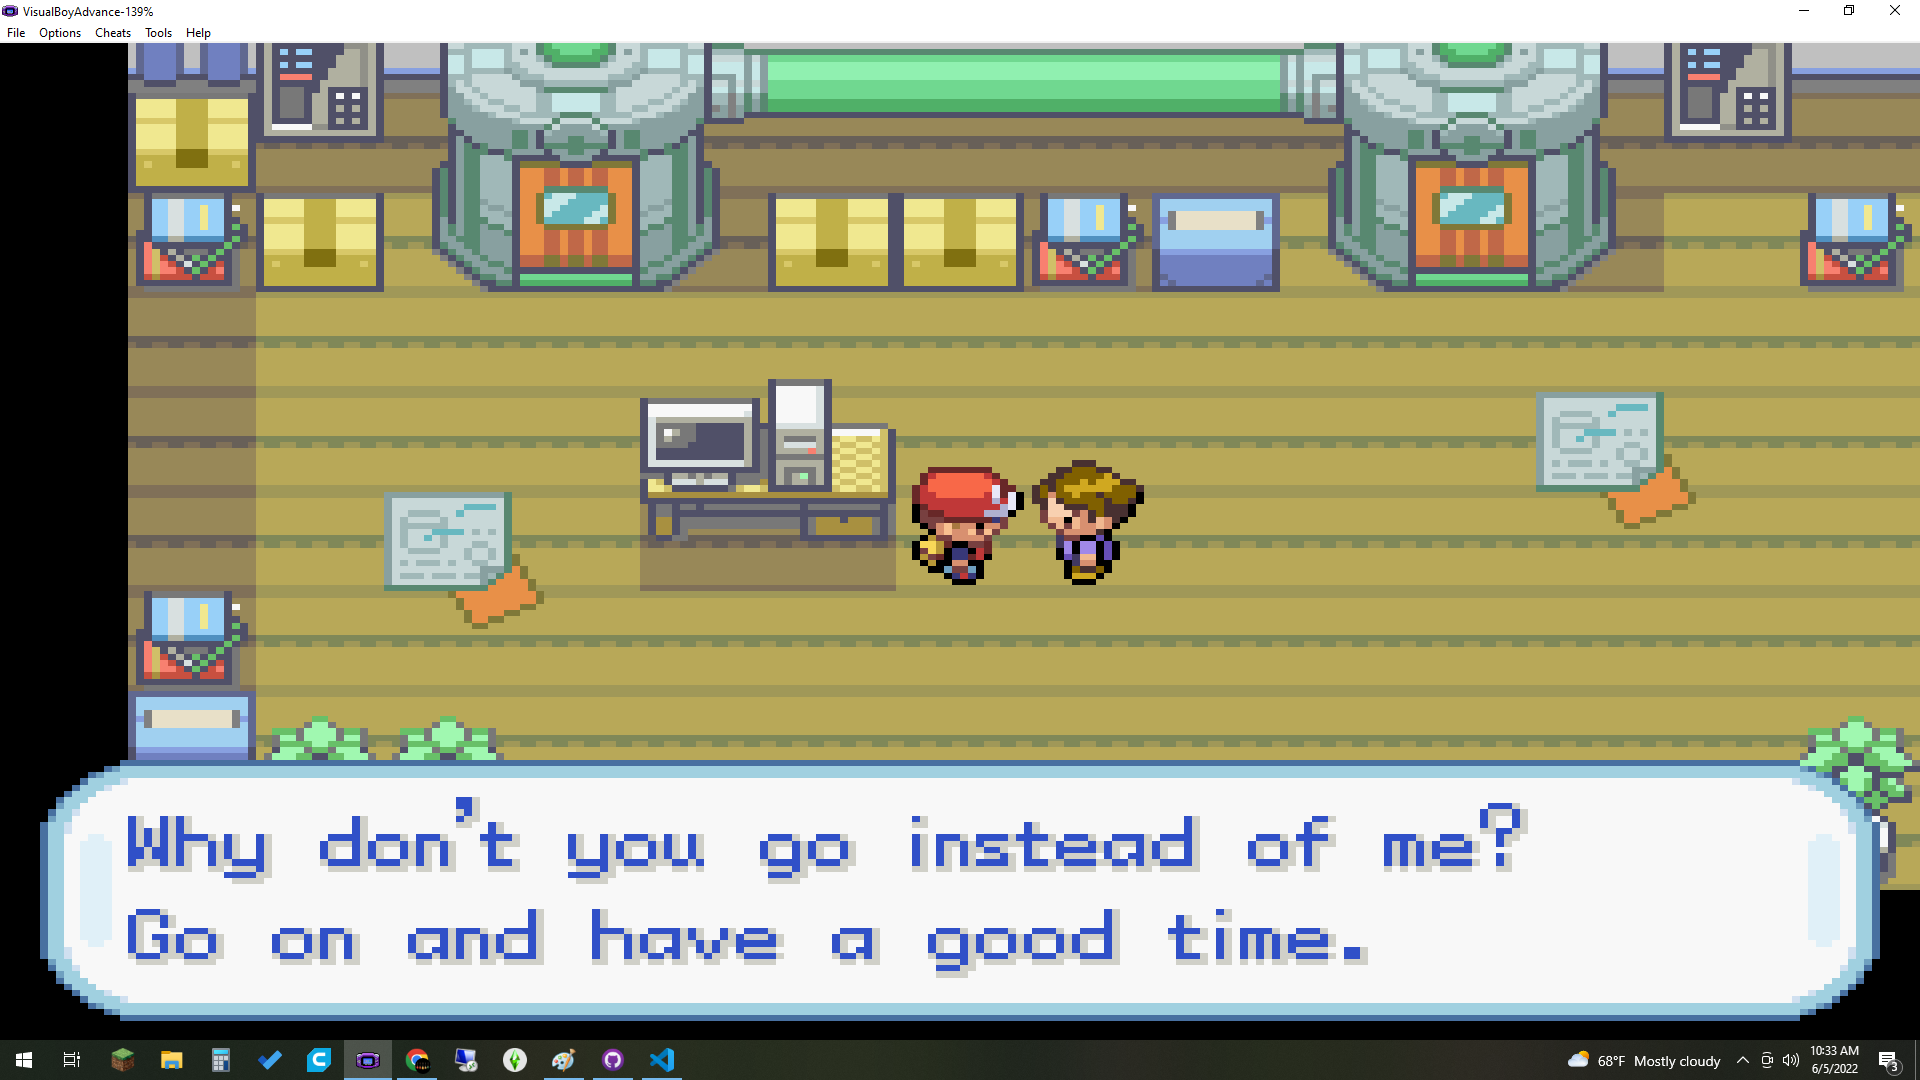 VisualBoyAdvance-139%
File Options Cheats Tools Help
Why don't you go instead of me?
Go on and have a good time.
68°F Mostly cloudy
10:33 AM
6/5/2022
3